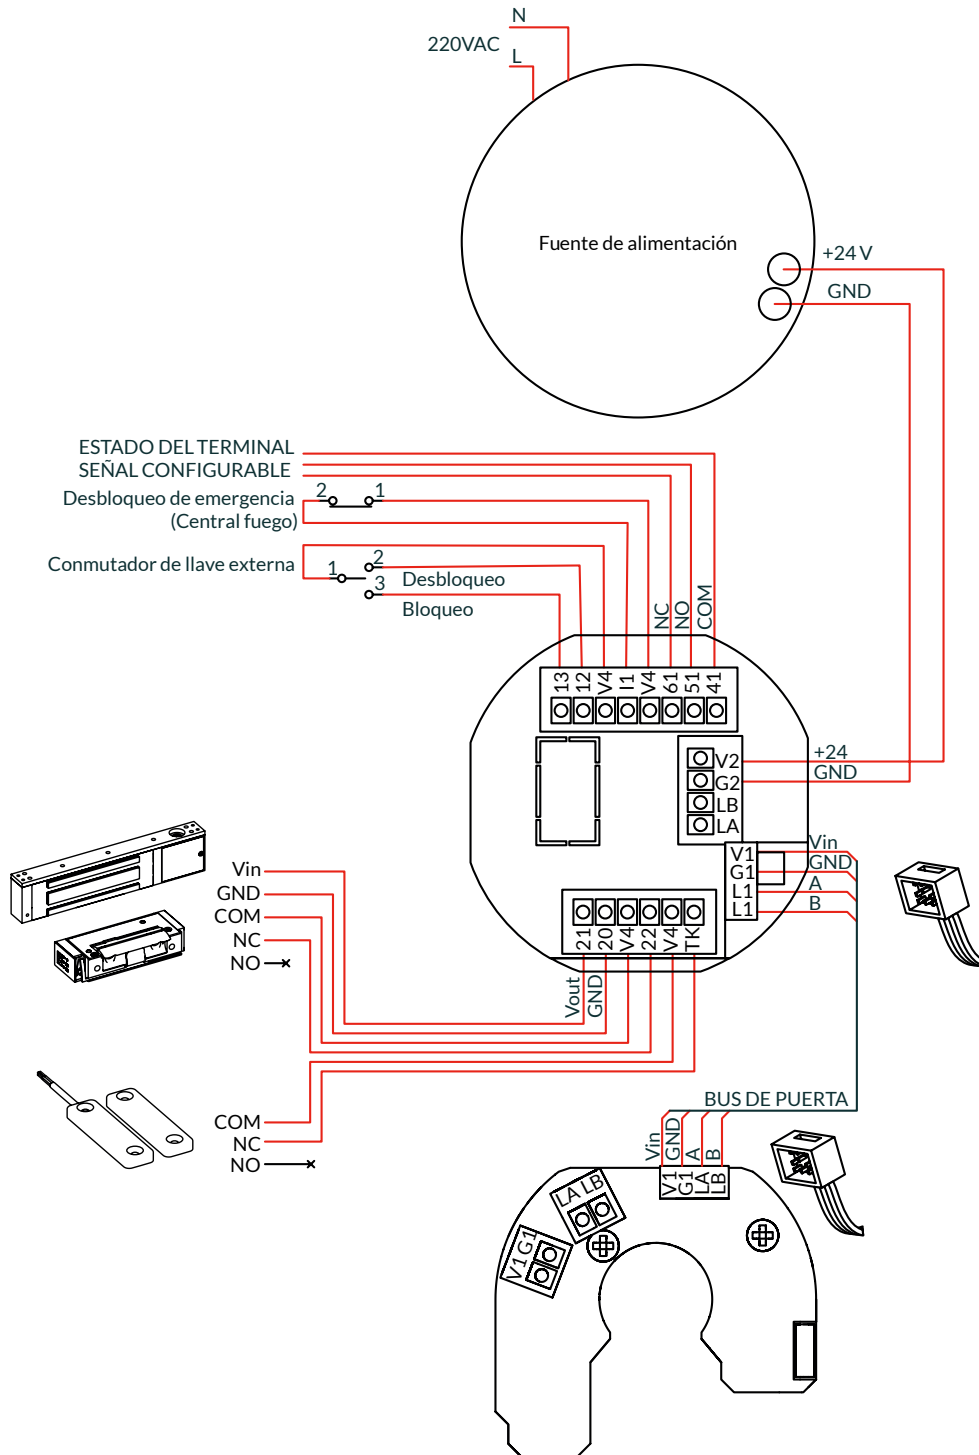 N
220VAC
L
Fuente de alimentación
+24 V
GND
ESTADO DEL TERMINAL
SEÑAL CONFIGURABLE
Desbloqueo de emergencia
(Central fuego)
2 1
Conmutador de llave externa
1 2
3
Desbloqueo
Bloqueo
NC NO COM
13 12 V4 I1 V4 61 51 41
V2 +24
G2 GND
LB
LA
V1 Vin
G1 GND
L1 A
L1 B
Vin
GND
COM
NC
NO
21 20 V4 22 V4 TK
Vout GND
COM
NC
NO
BUS DE PUERTA
Vin GND A B
V1 G1 LA LB
LA LB
V1 G1